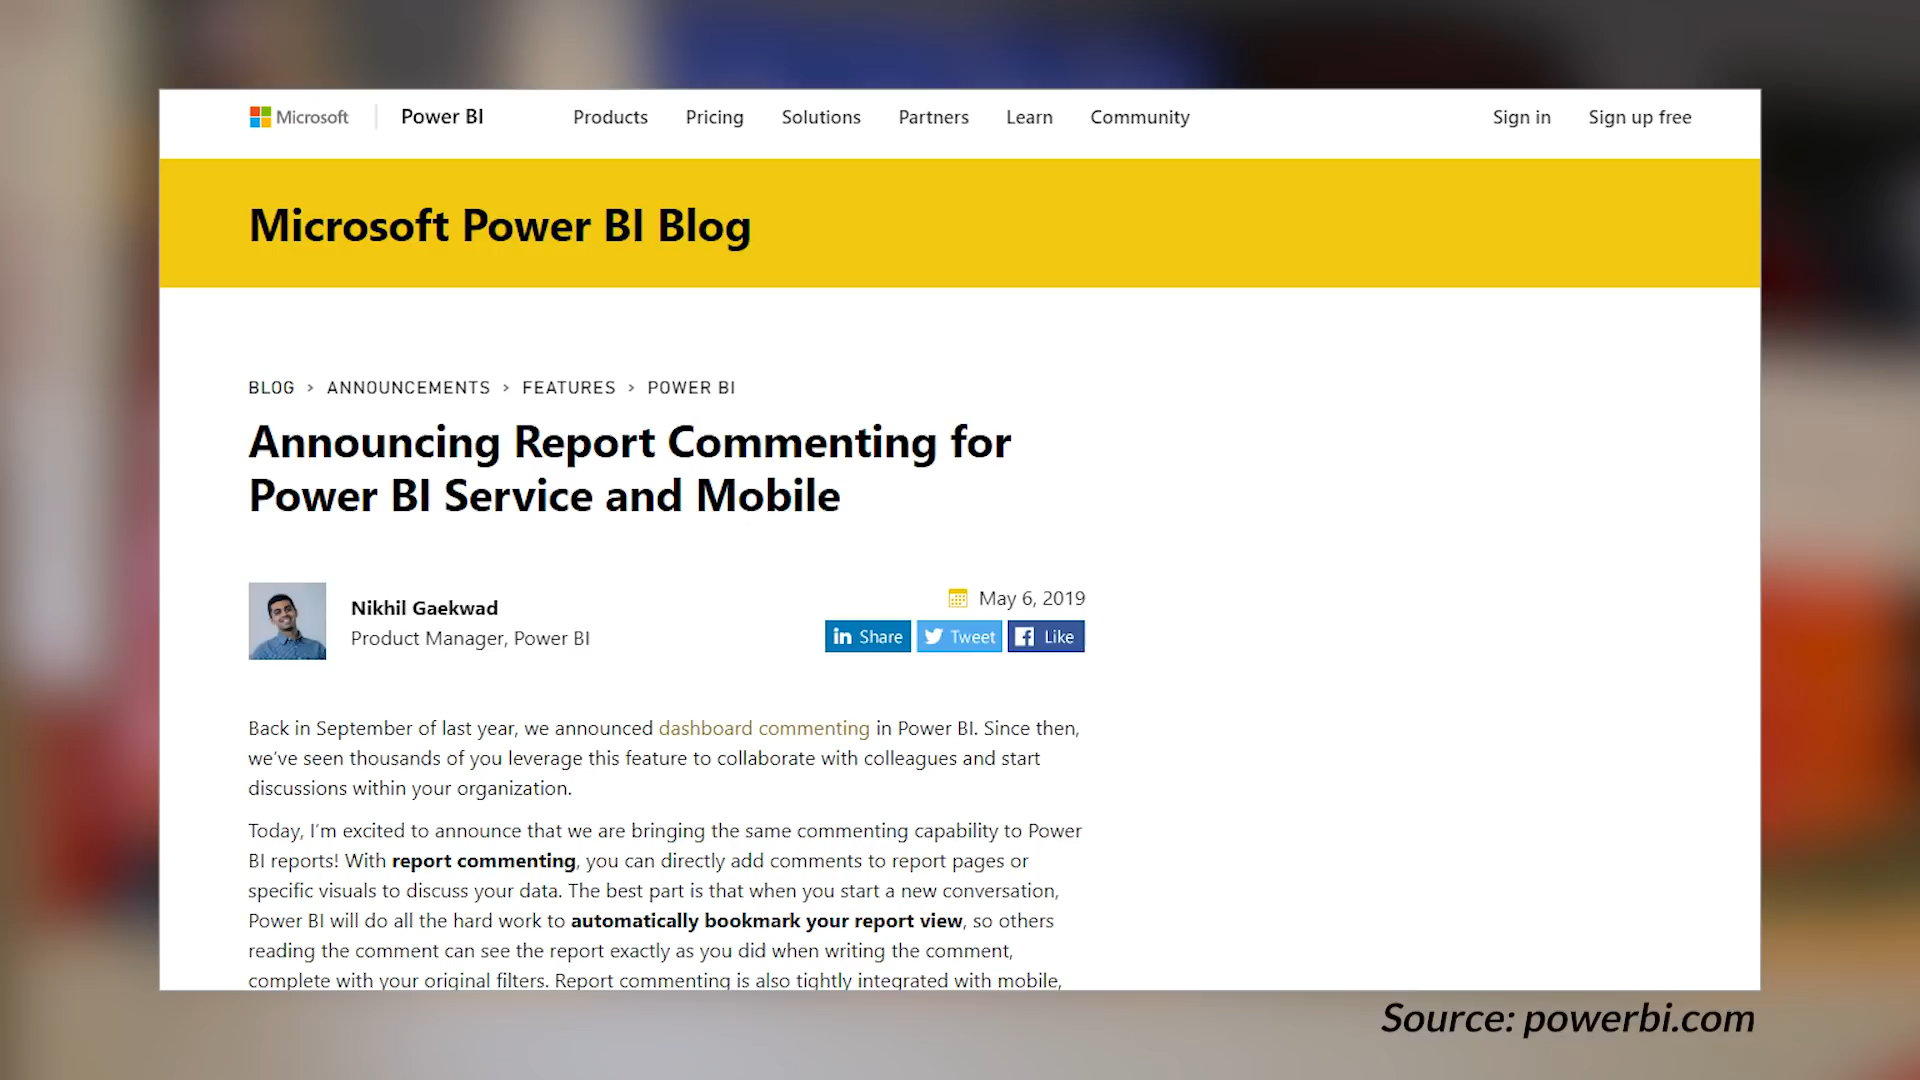 Microsoft Power BI Products Pricing Solutions Partners Learn Community Sign in Sign up free
Microsoft Power BI Blog
BLOG > ANNOUNCEMENTS > FEATURES > POWER BI
Announcing Report Commenting for
Power BI Service and Mobile
Nikhil Gaekwad
Product Manager, Power BI
May 6, 2019
in Share Tweet Like
Back in September of last year, we announced dashboard commenting in Power BI. Since then,
we've seen thousands of you leverage this feature to collaborate with colleagues and start
discussions within your organization.
Today, I'm excited to announce that we are bringing the same commenting capability to Power
BI reports! With report commenting, you can directly add comments to report pages or
specific visuals to discuss your data. The best part is that when you start a new conversation,
Power BI will do all the hard work to automatically bookmark your report view, so others
reading the comment can see the report exactly as you did when writing the comment,
complete with your original filters. Report commenting is also tightly integrated with mobile,
Source: powerbi.com